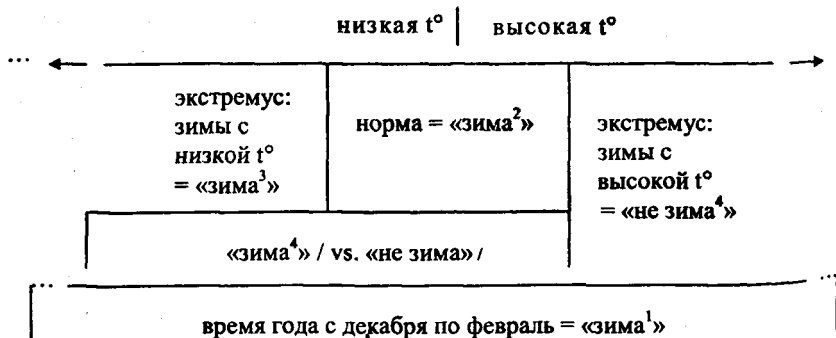 низкая t° | высокая t°
...
экстремус:
зимы с
низкой t°
= «зима³»
норма = «зима²»
экстремус:
зимы с
высокой t°
= «не зима⁴»
«зима⁴» / vs. «не зима» /
...
...
время года с декабря по февраль = «зима¹»